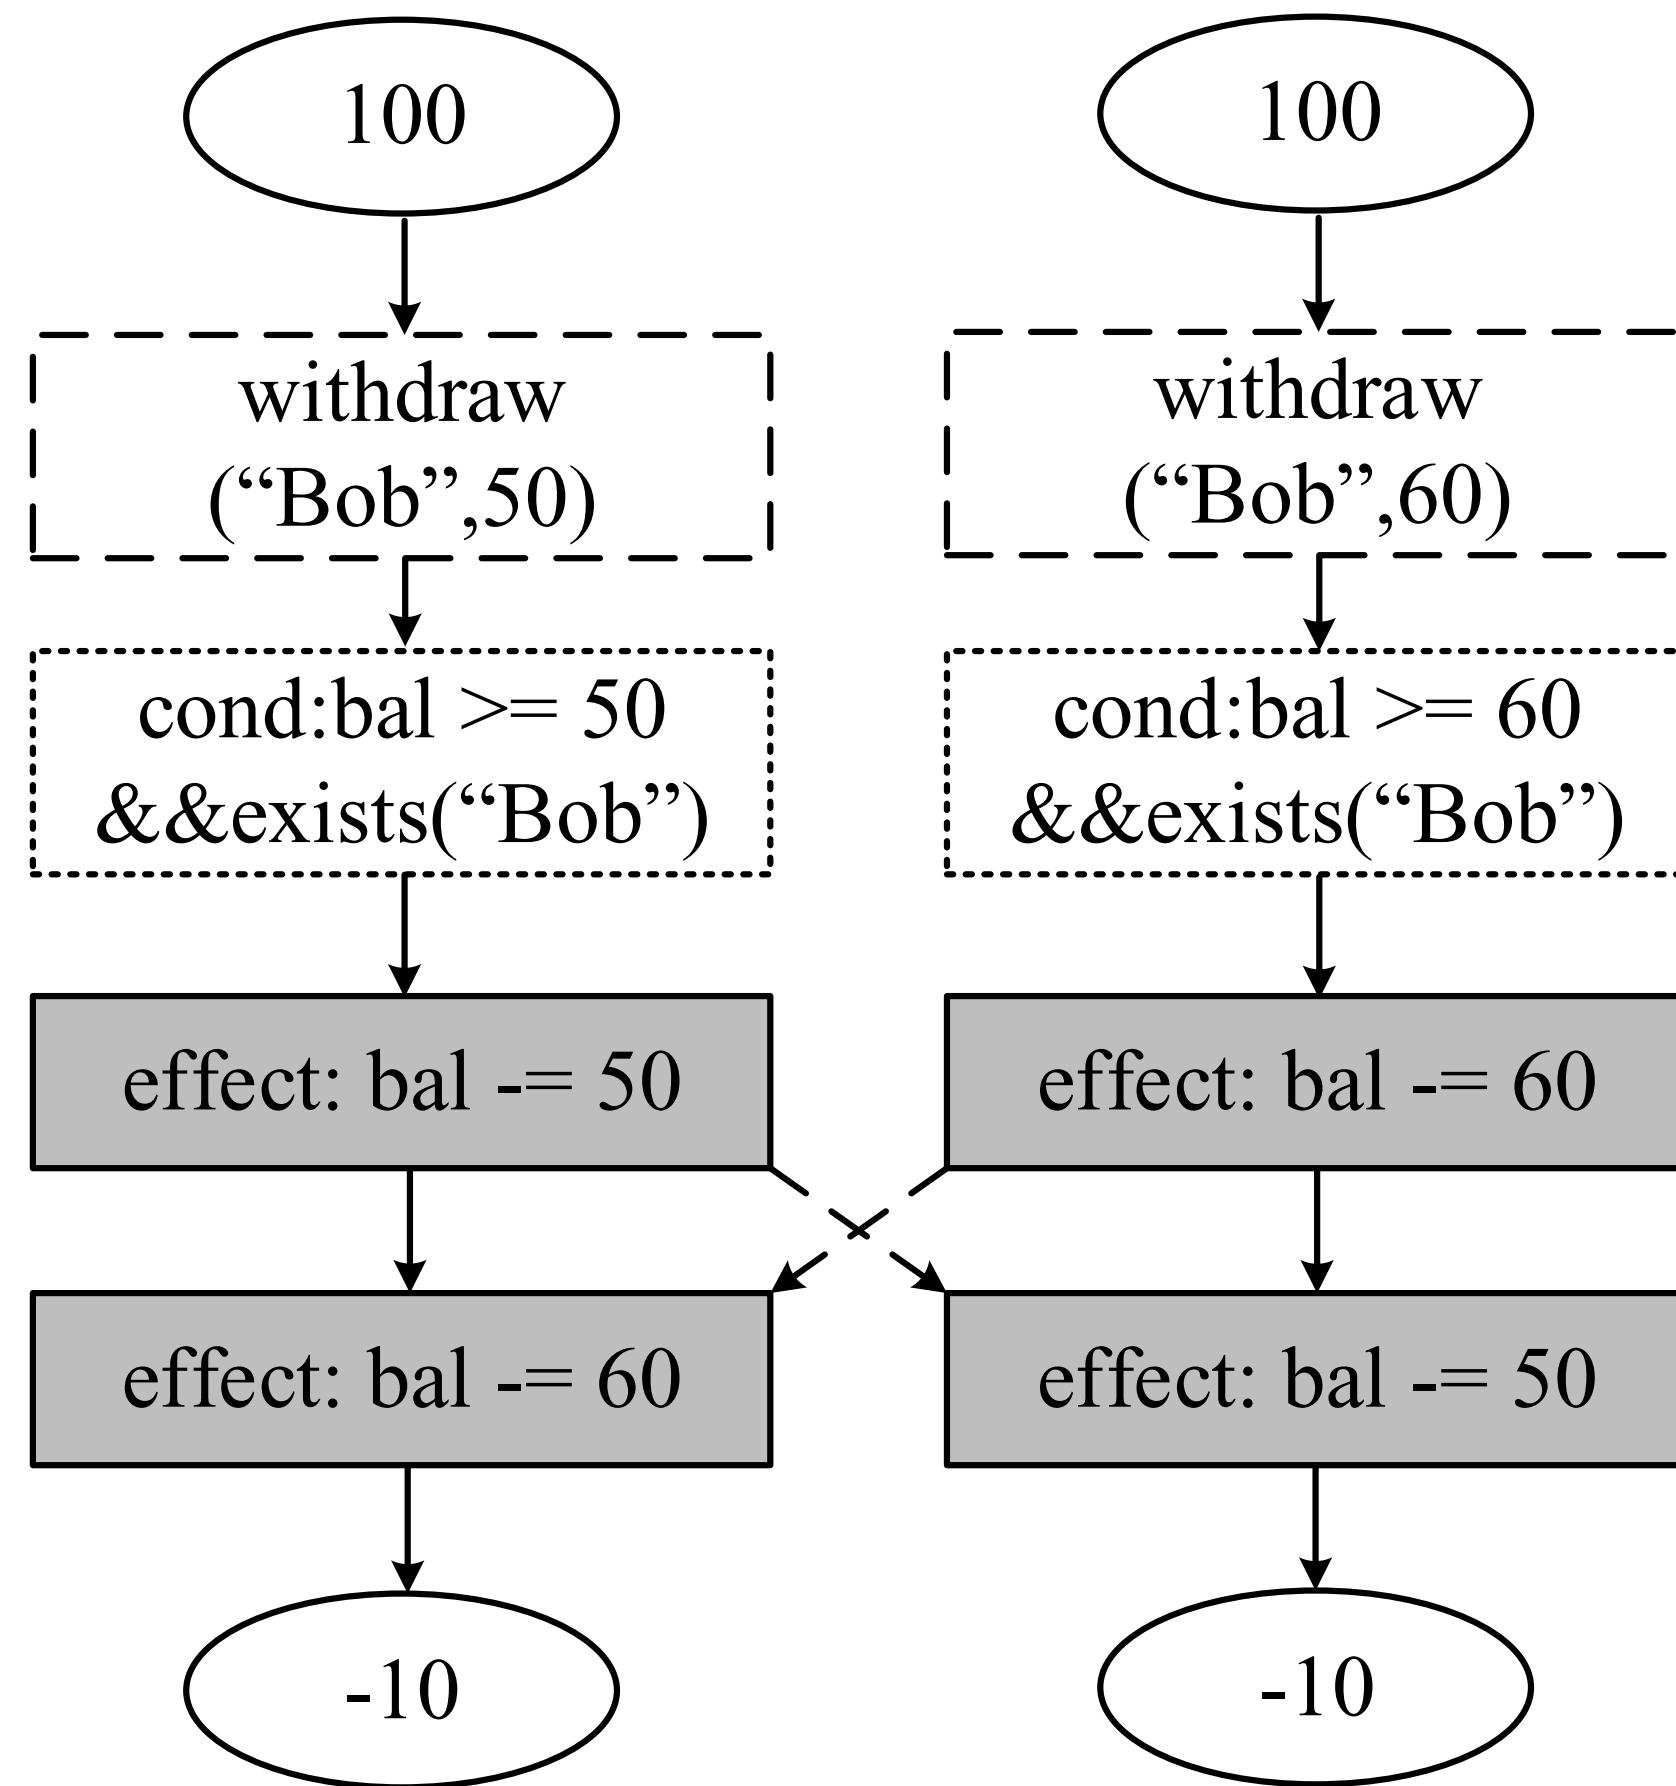 100
withdraw
(“Bob”,50)
cond:bal >= 50
&&exists(“Bob”)
effect: bal -= 50
effect: bal -= 60
-10
100
withdraw
(“Bob”,60)
cond:bal >= 60
&&exists(“Bob”)
effect: bal -= 60
effect: bal -= 50
-10